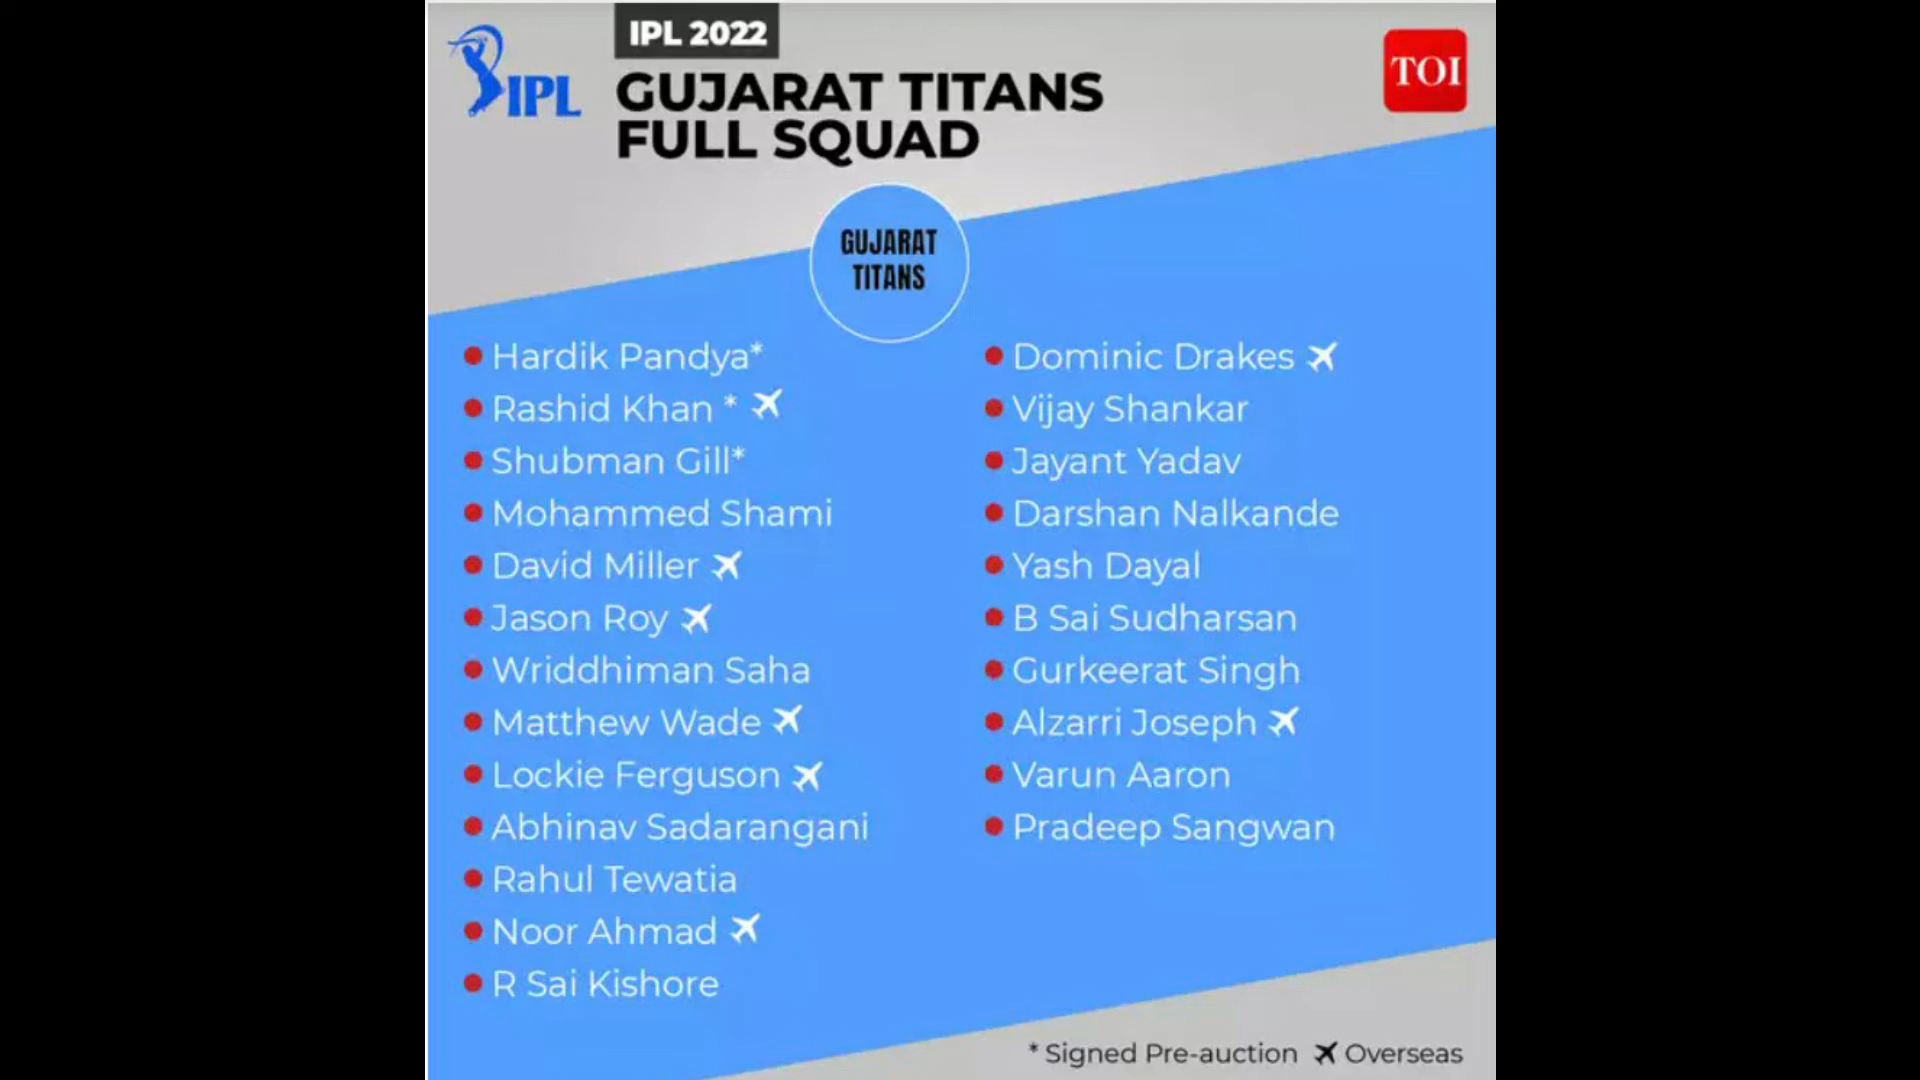 IPL 2022
IPL
GUJARAT TITANS
FULL SQUAD
TOI
GUJARAT
TITANS
Hardik Pandya*
Rashid Khan *
Shubman Gill*
Mohammed Shami
David Miller
Jason Roy
Wriddhiman Saha
Matthew Wade
Lockie Ferguson
Abhinav Sadarangani
Rahul Tewatia
Noor Ahmad
R Sai Kishore
Dominic Drakes
Vijay Shankar
Jayant Yadav
Darshan Nalkande
Yash Dayal
B Sai Sudharsan
Gurkeerat Singh
Alzarri Joseph
Varun Aaron
Pradeep Sangwan
* Signed Pre-auction Overseas